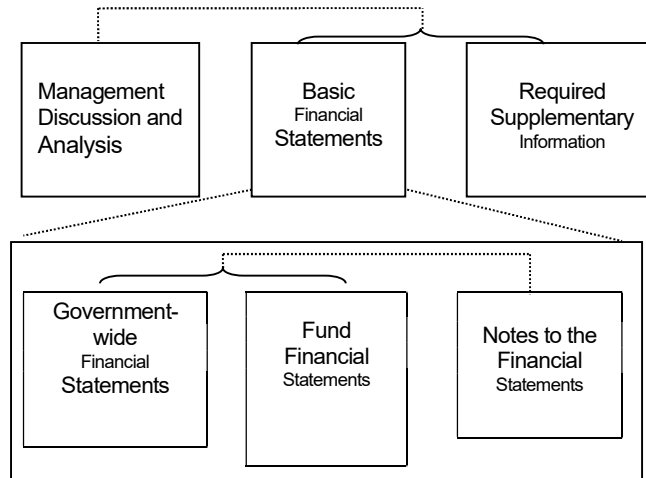 Management
Discussion and
Analysis
Basic
Financial
Statements
Required
Supplementary
Information
Government-
wide
Financial
Statements
Fund
Financial
Statements
Notes to the
Financial
Statements